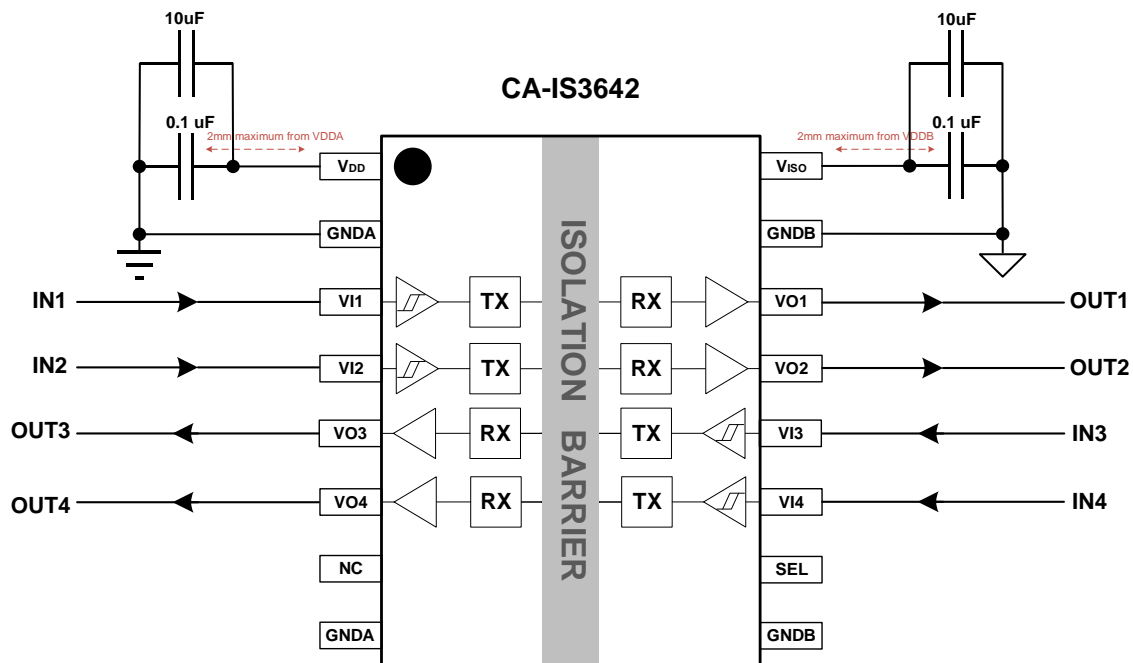 10uF
10uF
CA-IS3642
0.1 uF
0.1 uF
2mm maximum from VDDA
2mm maximum from VDDB
VDD
VISO
GNDA
GNDB
IN1
VI1
TX
RX
VO1
OUT1
IN2
VI2
TX
RX
VO2
OUT2
OUT3
VO3
RX
TX
VI3
IN3
OUT4
VO4
RX
TX
VI4
IN4
ISOLATION BARRIER
NC
SEL
GNDA
GNDB